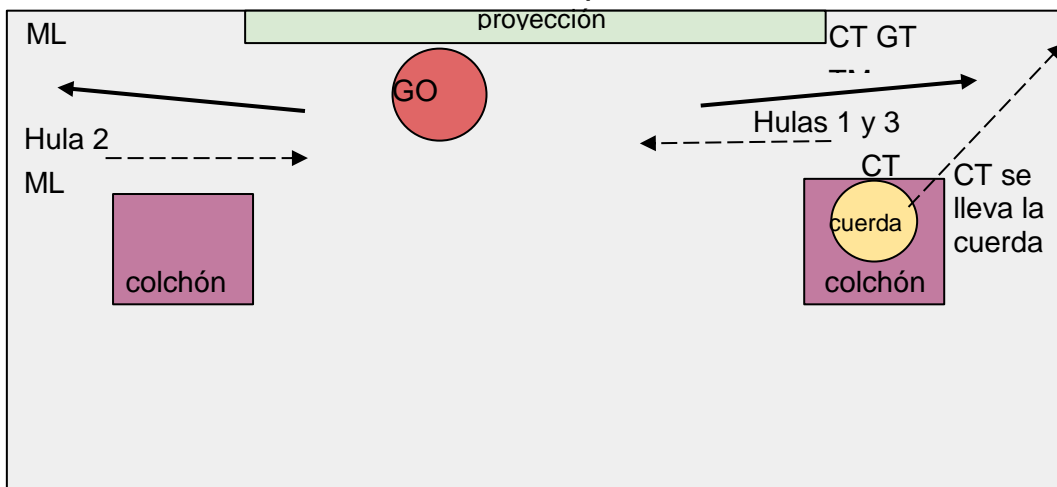 proyección
ML
CT GT
GO
Hula 2
Hulas 1 y 3
ML
CT
CT se
lleva la
cuerda
cuerda
colchón
colchón